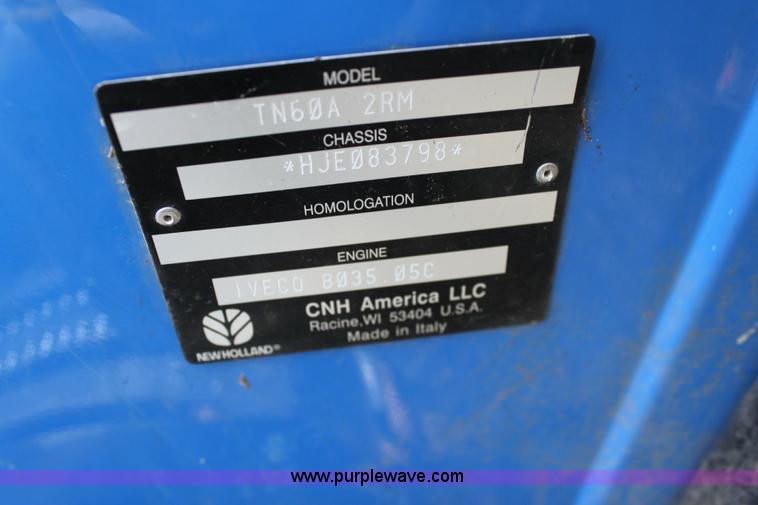 MODEL
TN60A 2RM
CHASSIS
*HJE083798*
HOMOLOGATION
ENGINE
IVECO 8035.05C
CNH America LLC
Racine, WI 53404 U.S.A.
Made in Italy
NEW HOLLAND®
www.purplewave.com